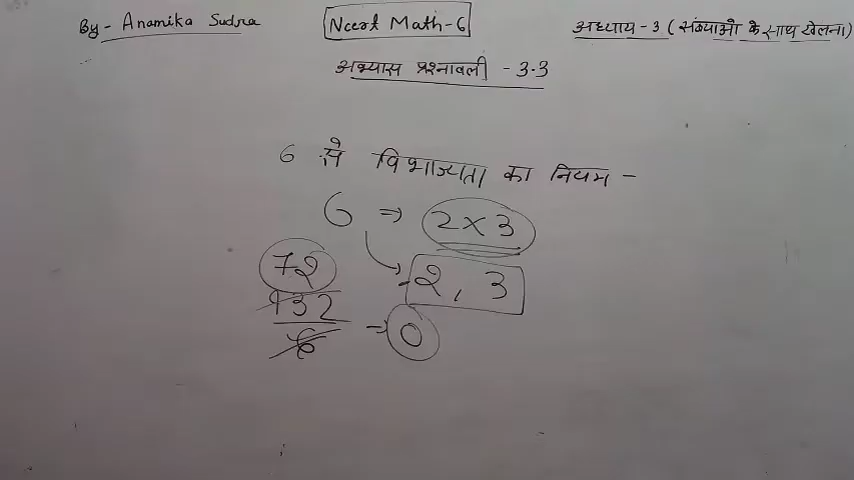 By- Anamika Sudra
Ncert Math-6
अध्याय - 3 (संख्याओ के साथ खेलना)
अभ्यास प्रश्नावली - 3.3
6 से विभाज्यता का नियम -
6 ⇒ 2×3
72
2, 3
132
6 ⇒ 0